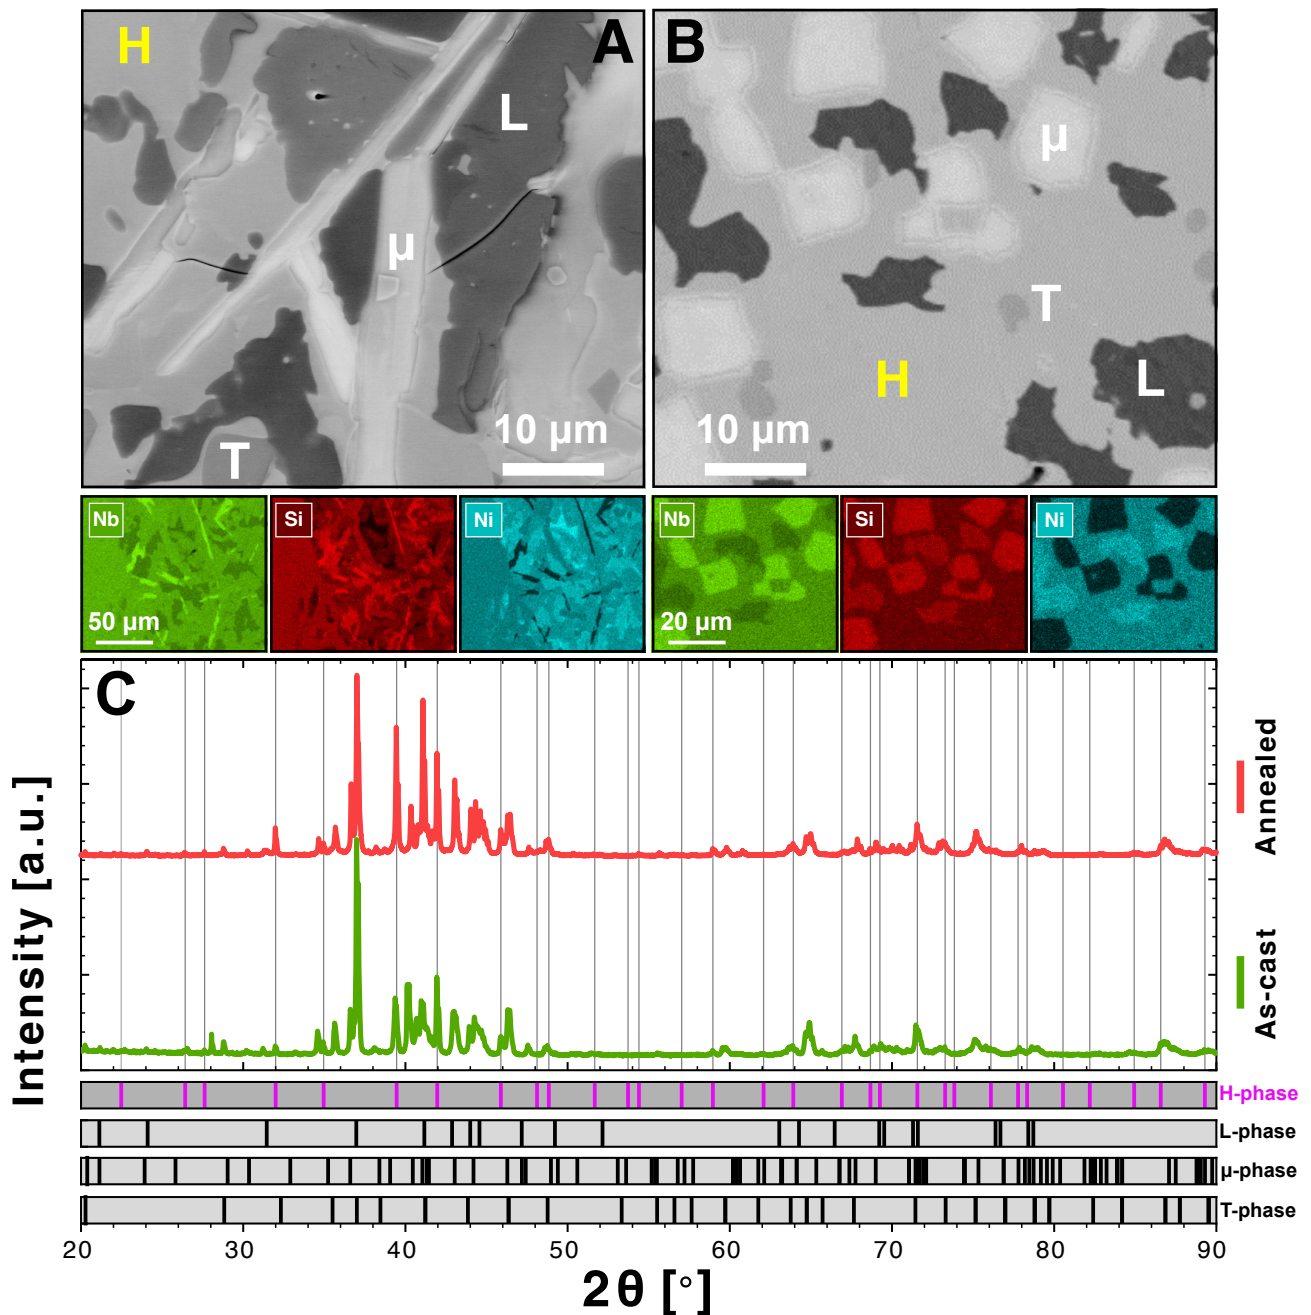 H
A
L
µ
T
10 µm
B
µ
T
H
L
10 µm
Nb
50 µm
Si
Ni
Nb
20 µm
Si
Ni
C
Intensity [a.u.]
Annealed
As-cast
H-phase
L-phase
µ-phase
T-phase
20 30 40 50 60 70 80 90
2θ [°]